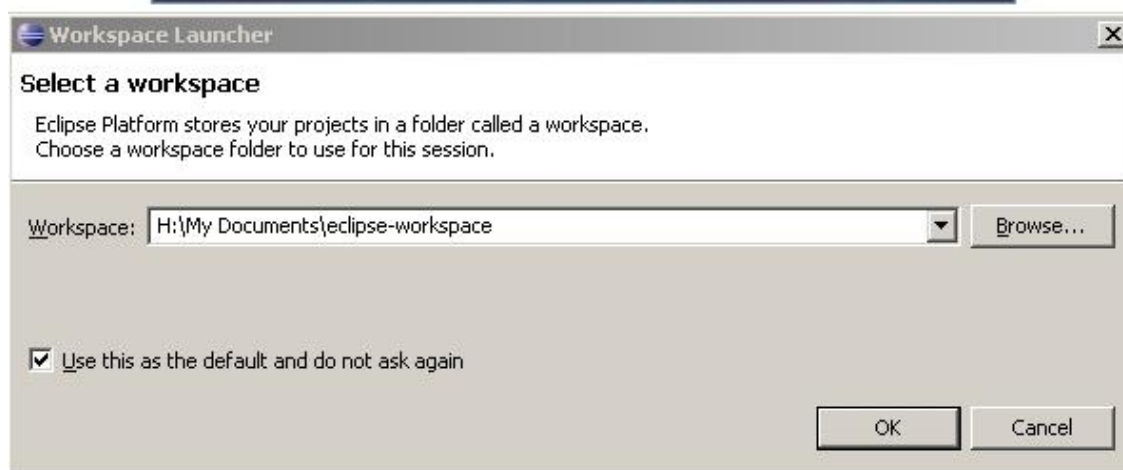 Workspace Launcher
Select a workspace
Eclipse Platform stores your projects in a folder called a workspace.
Choose a workspace folder to use for this session.
Workspace: H:\My Documents\eclipse-workspace Browse...
Use this as the default and do not ask again
OK Cancel